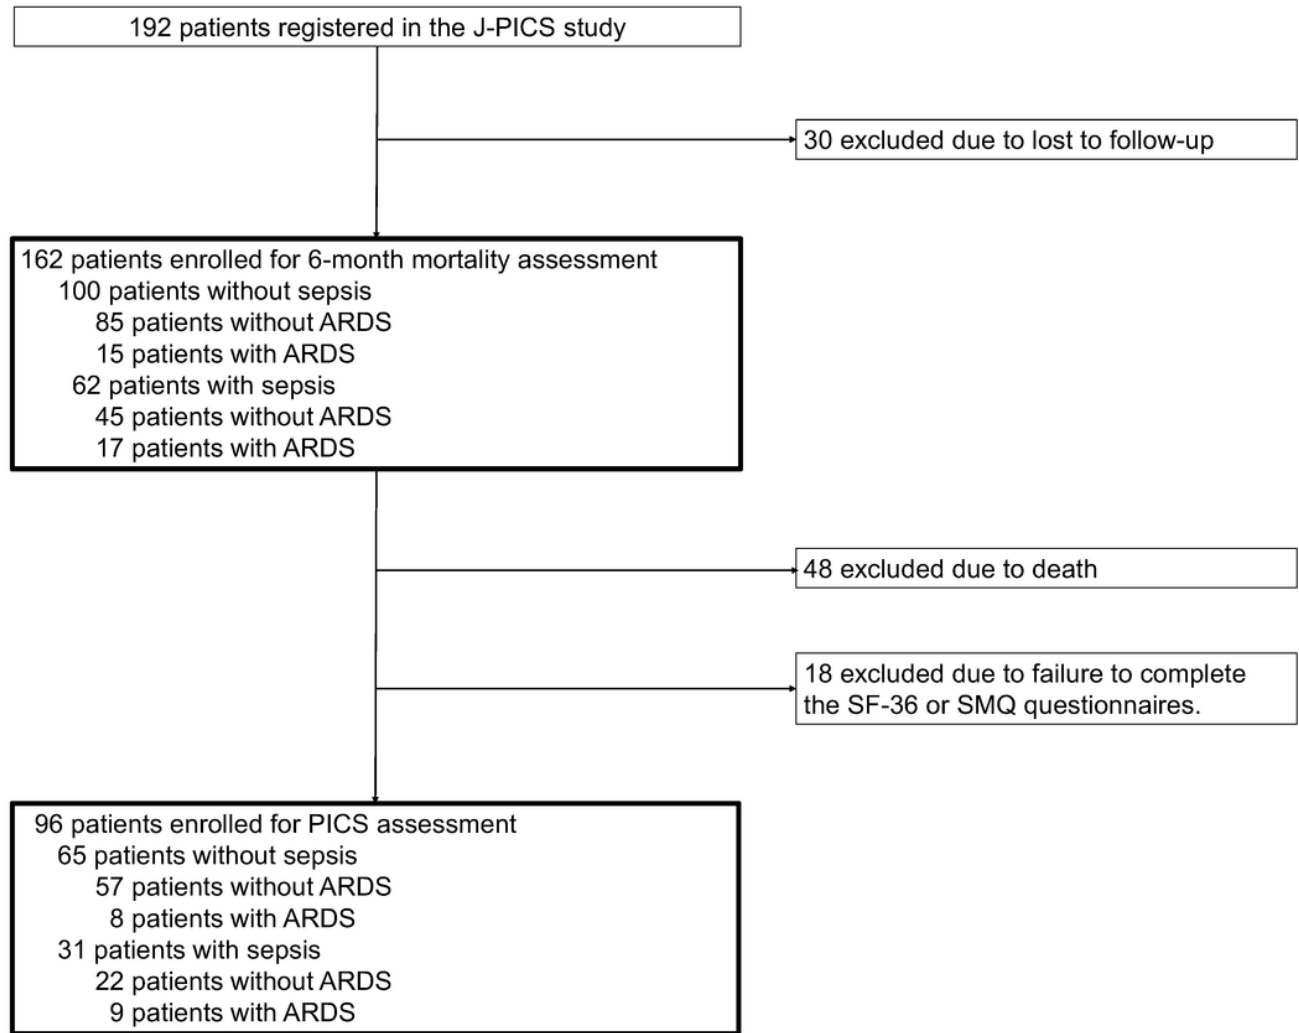 192 patients registered in the J-PICS study
30 excluded due to lost to follow-up
162 patients enrolled for 6-month mortality assessment
100 patients without sepsis
85 patients without ARDS
15 patients with ARDS
62 patients with sepsis
45 patients without ARDS
17 patients with ARDS
48 excluded due to death
18 excluded due to failure to complete
the SF-36 or SMQ questionnaires.
96 patients enrolled for PICS assessment
65 patients without sepsis
57 patients without ARDS
8 patients with ARDS
31 patients with sepsis
22 patients without ARDS
9 patients with ARDS